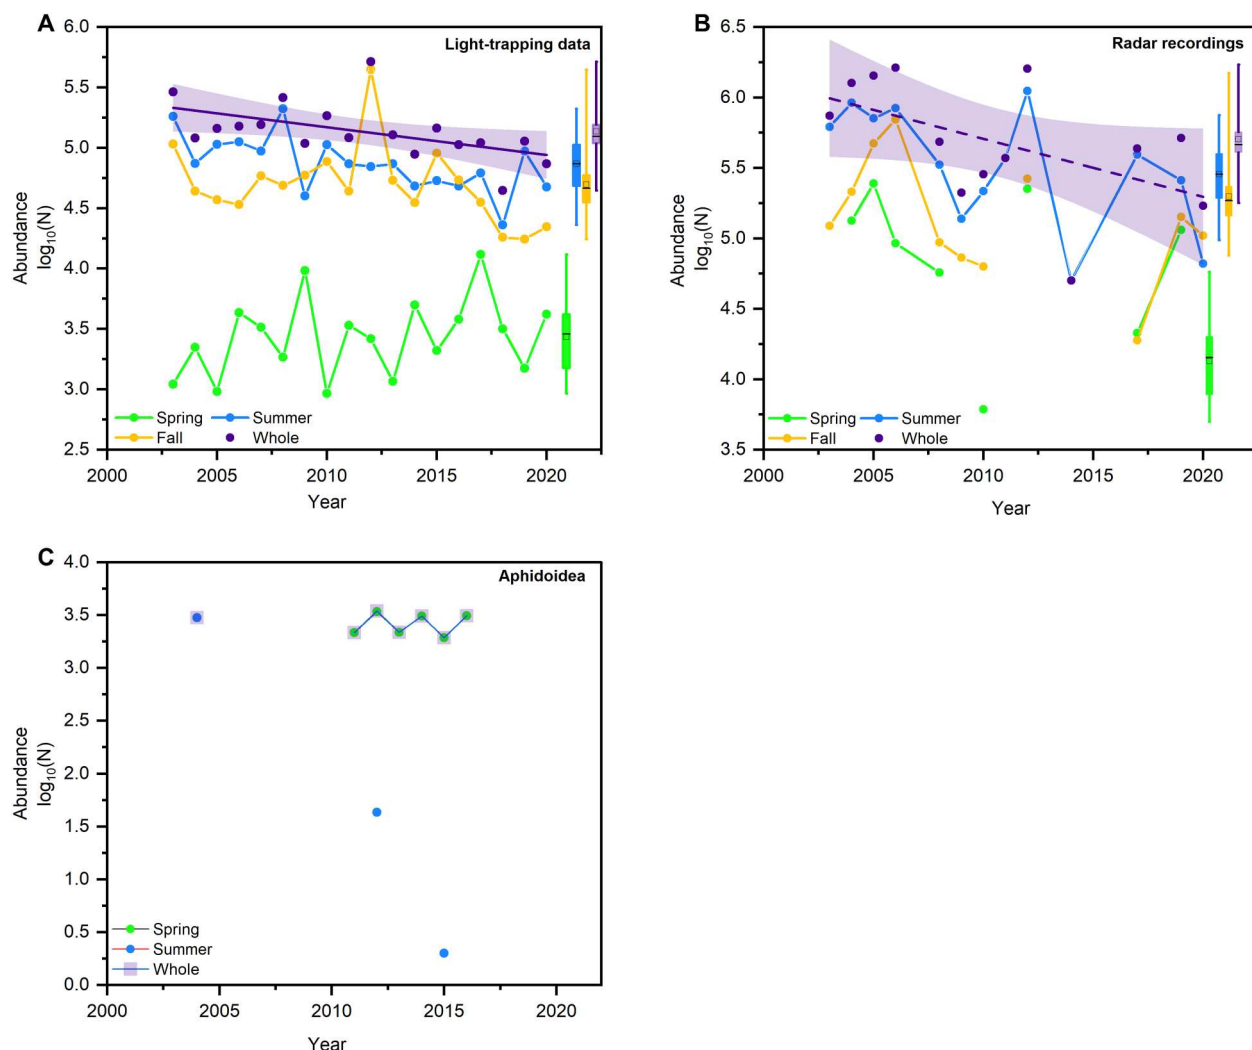 A
Light-trapping data
6.0
5.5
5.0
4.5
4.0
3.5
3.0
2.5
Abundance
log₁₀(N)
Spring Summer
Fall Whole
2000 2005 2010 2015 2020
Year
B
Radar recordings
6.5
6.0
5.5
5.0
4.5
4.0
3.5
Abundance
log₁₀(N)
Spring Summer
Fall Whole
2000 2005 2010 2015 2020
Year
C
Aphidoidea
4.0
3.5
3.0
2.5
2.0
1.5
1.0
0.5
0.0
Abundance
log₁₀(N)
Spring
Summer
Whole
2000 2005 2010 2015 2020
Year